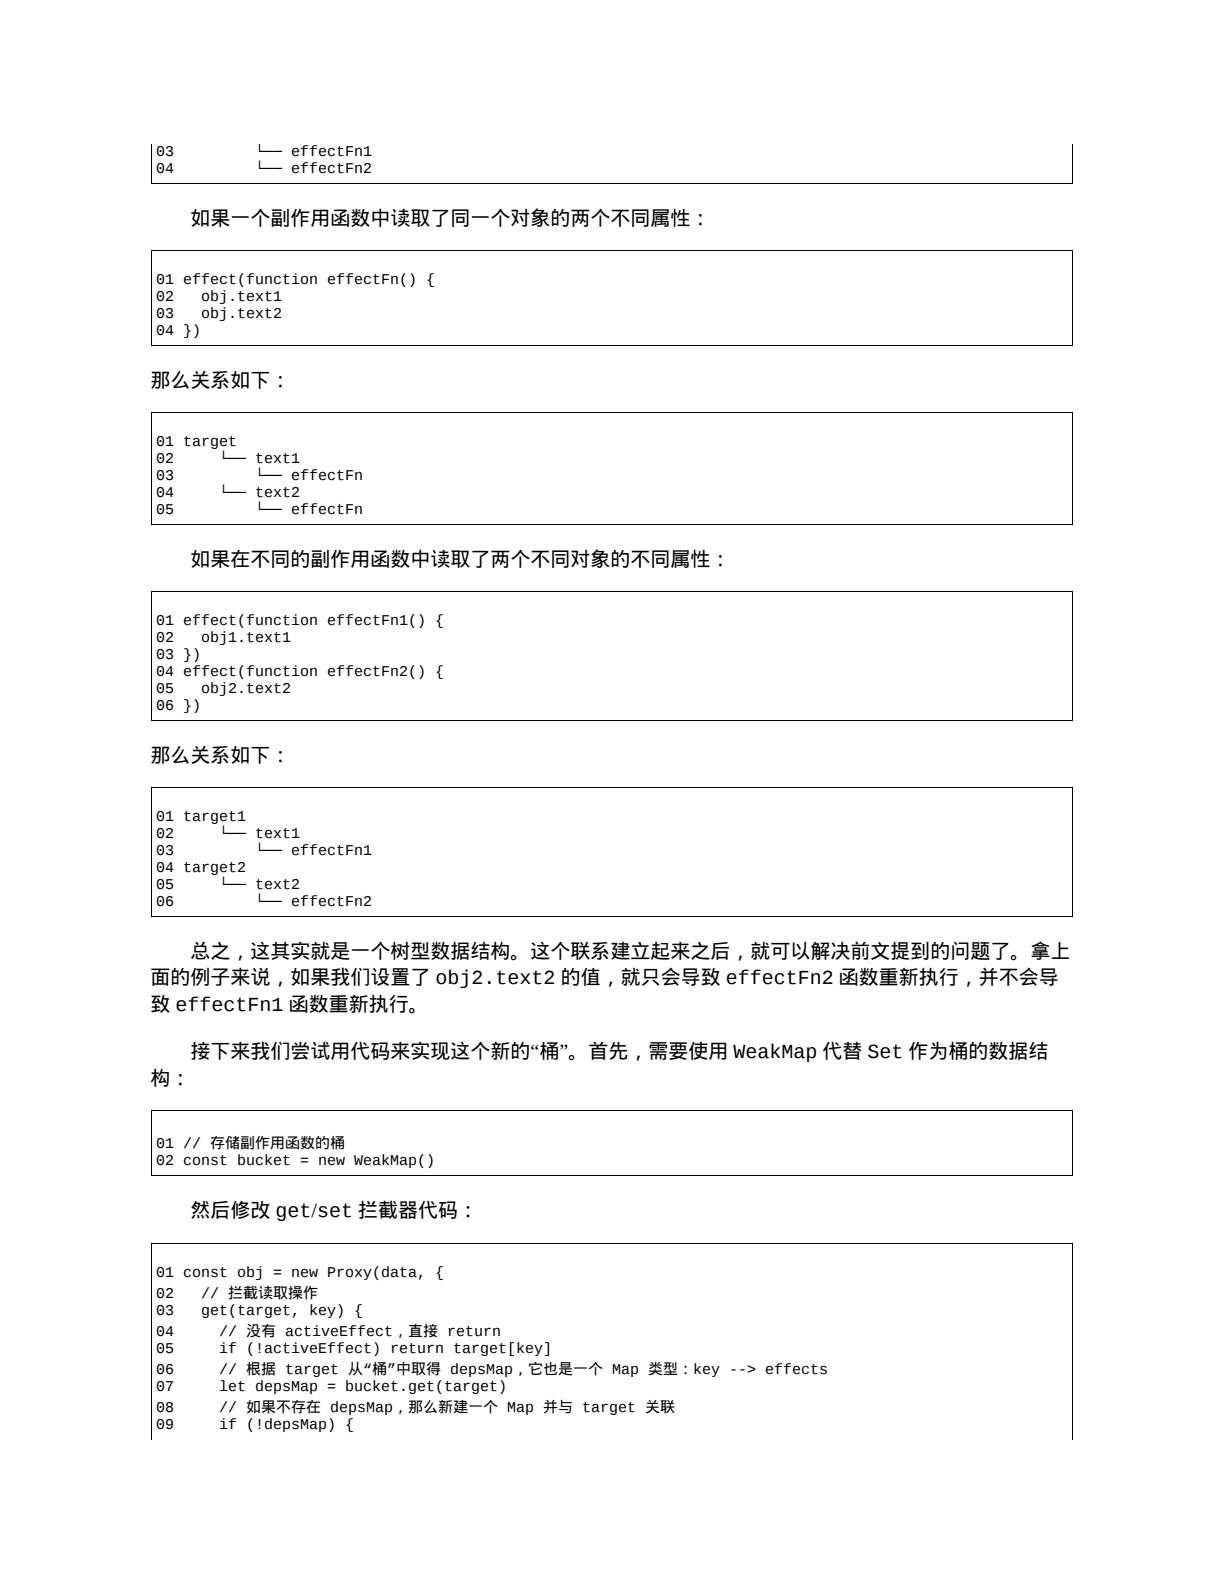 03         └── effectFn1
04         └── effectFn2
如果一个副作用函数中读取了同一个对象的两个不同属性：
01 effect(function effectFn() {
02   obj.text1
03   obj.text2
04 })
那么关系如下：
01 target
02     └── text1
03         └── effectFn
04     └── text2
05         └── effectFn
如果在不同的副作用函数中读取了两个不同对象的不同属性：
01 effect(function effectFn1() {
02   obj1.text1
03 })
04 effect(function effectFn2() {
05   obj2.text2
06 })
那么关系如下：
01 target1
02     └── text1
03         └── effectFn1
04 target2
05     └── text2
06         └── effectFn2
总之，这其实就是一个树型数据结构。这个联系建立起来之后，就可以解决前文提到的问题了。拿上
面的例子来说，如果我们设置了 obj2.text2 的值，就只会导致 effectFn2 函数重新执行，并不会导
致 effectFn1 函数重新执行。
接下来我们尝试用代码来实现这个新的“桶”。首先，需要使用 WeakMap 代替 Set 作为桶的数据结
构：
01 // 存储副作用函数的桶
02 const bucket = new WeakMap()
然后修改 get/set 拦截器代码：
01 const obj = new Proxy(data, {
02   // 拦截读取操作
03   get(target, key) {
04     // 没有 activeEffect，直接 return
05     if (!activeEffect) return target[key]
06     // 根据 target 从“桶”中取得 depsMap，它也是一个 Map 类型：key --> effects
07     let depsMap = bucket.get(target)
08     // 如果不存在 depsMap，那么新建一个 Map 并与 target 关联
09     if (!depsMap) {